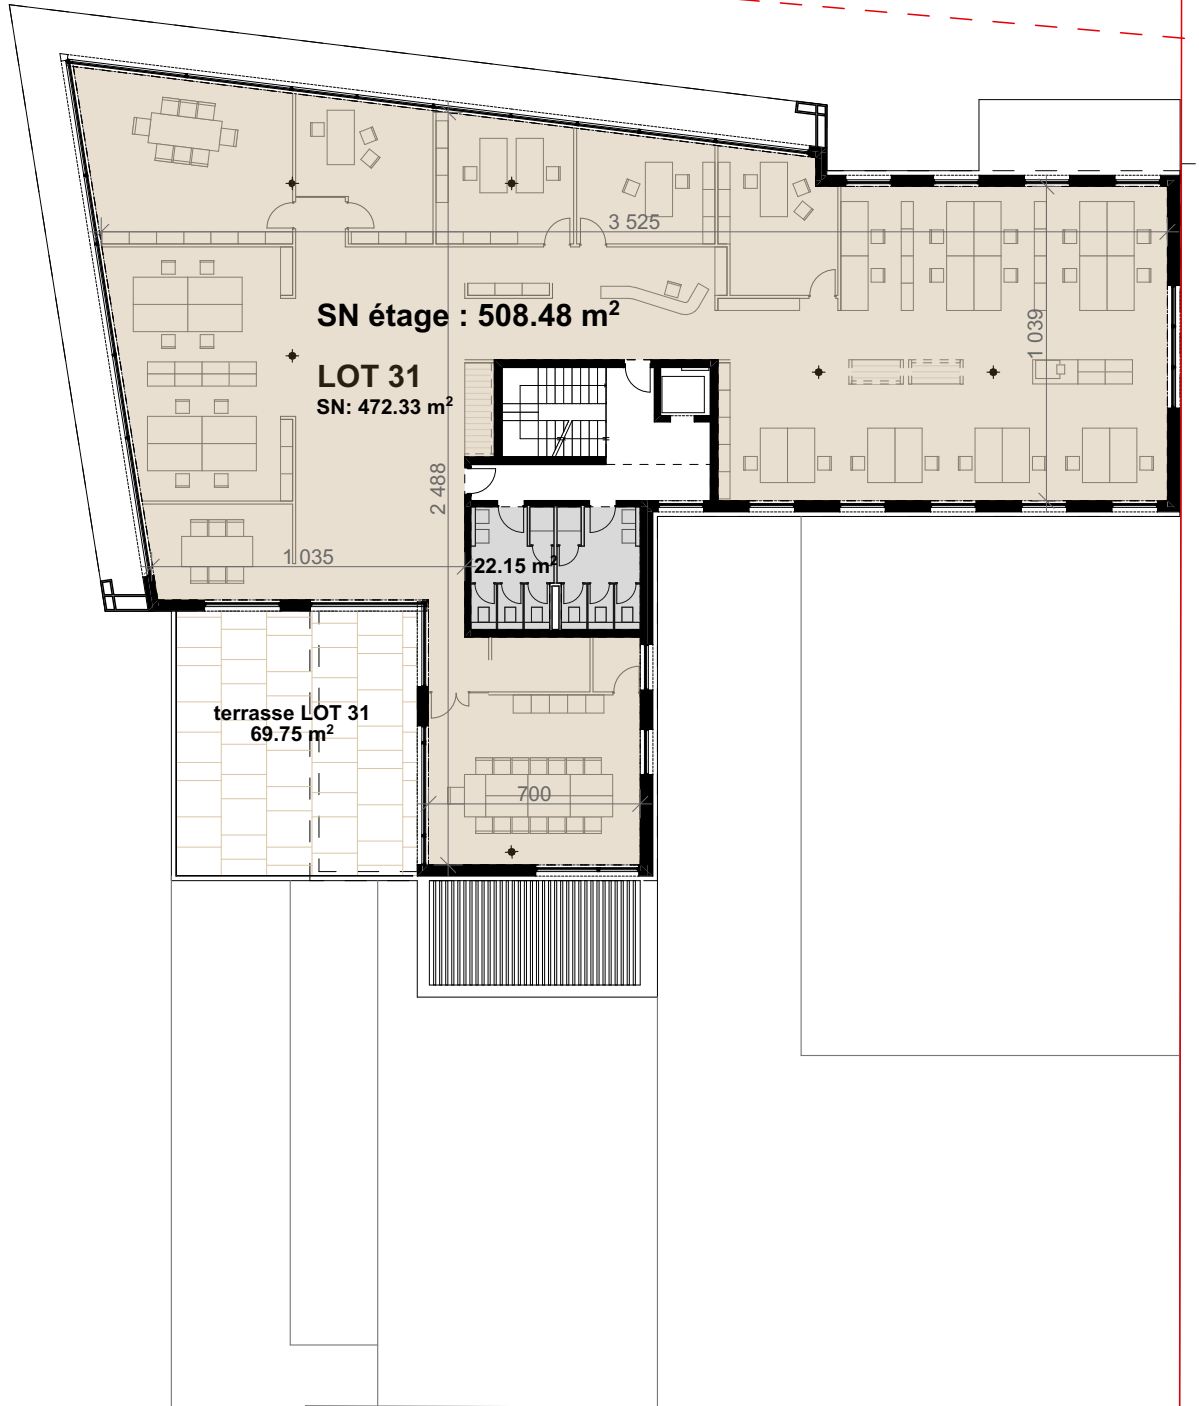 3 525
SN étage : 508.48 m²
1 039
LOT 31
SN: 472.33 m²
2 488
1 035
22.15 m²
terrasse LOT 31
69.75 m²
700